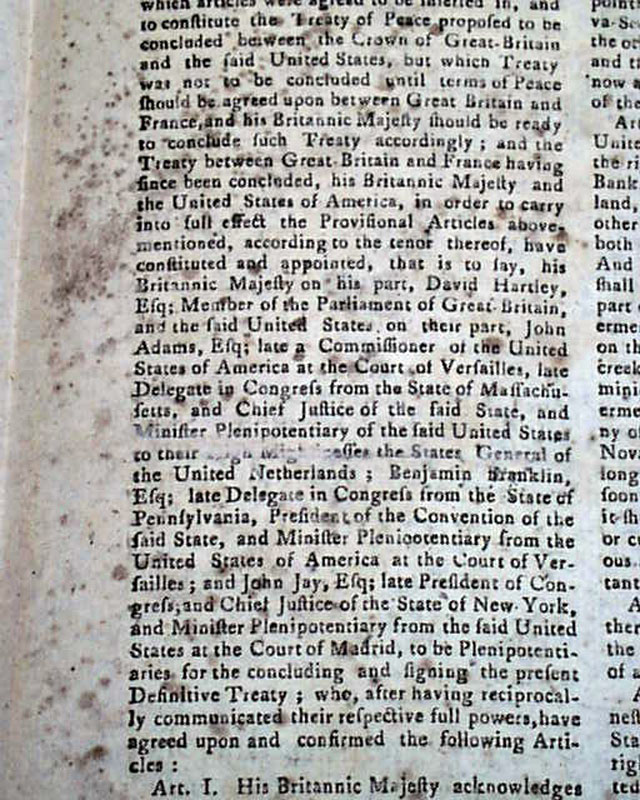 which articles were agreed to be inserted in, and
to constitute the Treaty of Peace proposed to be
concluded between the Crown of Great-Britain
and the ſaid United States, but which Treaty
was not to be concluded until terms of Peace
ſhould be agreed upon between Great Britain and
France, and his Britannic Majeſty ſhould be ready
to conclude ſuch Treaty accordingly ; and the
Treaty between Great-Britain and France having
ſince been concluded, his Britannic Majeſty and
the United States of America, in order to carry
into full effect the Proviſional Articles above-
mentioned, according to the tenor thereof, have
conſtituted and appointed, that is to ſay, his
Britannic Majeſty on his part, David Hartley,
Eſq; Member of the Parliament of Great-Britain,
and the ſaid United States on their part, John
Adams, Eſq; late a Commiſſioner of the United
States of America at the Court of Verſailles, late
Delegate in Congreſs from the State of Maſſachu-
ſetts, and Chief Juſtice of the ſaid State, and
Miniſter Plenipotentiary of the ſaid United States
to their the States General of
the United Netherlands ; Benjamin Franklin,
Eſq; late Delegate in Congreſs from the State of
Pennſylvania, Preſident of the Convention of the
ſaid State, and Miniſter Plenipotentiary from the
United States of America at the Court of Ver-
ſailles ; and John Jay, Eſq; late Preſident of Con-
greſs, and Chief Juſtice of the State of New-York,
and Miniſter Plenipotentiary from the ſaid United
States at the Court of Madrid, to be Plenipotenti-
aries for the concluding and ſigning the preſent
Definitive Treaty ; who, after having reciprocal-
ly communicated their reſpective full powers, have
agreed upon and confirmed the following Arti-
cles :
Art. I. His Britannic Majeſty acknowledges